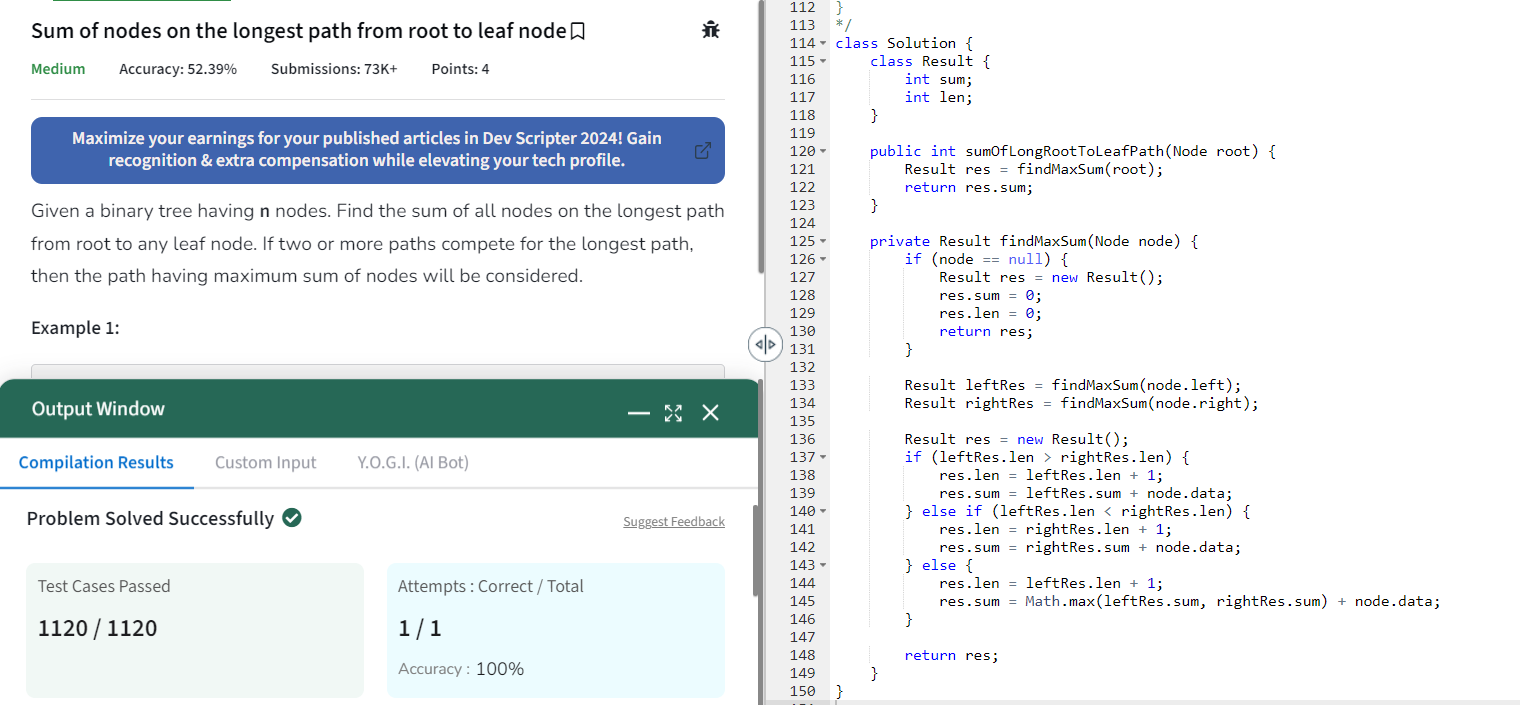 Sum of nodes on the longest path from root to leaf node
Medium Accuracy: 52.39% Submissions: 73K+ Points: 4
Maximize your earnings for your published articles in Dev Scripter 2024! Gain
recognition & extra compensation while elevating your tech profile.
Given a binary tree having n nodes. Find the sum of all nodes on the longest path
from root to any leaf node. If two or more paths compete for the longest path,
then the path having maximum sum of nodes will be considered.
Example 1:
Output Window
Compilation Results Custom Input Y.O.G.I. (AI Bot)
Problem Solved Successfully
Suggest Feedback
Test Cases Passed
1120 / 1120
Attempts : Correct / Total
1 / 1
Accuracy : 100%
112 }
113 */
114 class Solution {
115     class Result {
116         int sum;
117         int len;
118     }
119
120     public int sumOfLongRootToLeafPath(Node root) {
121         Result res = findMaxSum(root);
122         return res.sum;
123     }
124
125     private Result findMaxSum(Node node) {
126         if (node == null) {
127             Result res = new Result();
128             res.sum = 0;
129             res.len = 0;
130             return res;
131         }
132
133         Result leftRes = findMaxSum(node.left);
134         Result rightRes = findMaxSum(node.right);
135
136         Result res = new Result();
137         if (leftRes.len > rightRes.len) {
138             res.len = leftRes.len + 1;
139             res.sum = leftRes.sum + node.data;
140         } else if (leftRes.len < rightRes.len) {
141             res.len = rightRes.len + 1;
142             res.sum = rightRes.sum + node.data;
143         } else {
144             res.len = leftRes.len + 1;
145             res.sum = Math.max(leftRes.sum, rightRes.sum) + node.data;
146         }
147
148         return res;
149     }
150 }